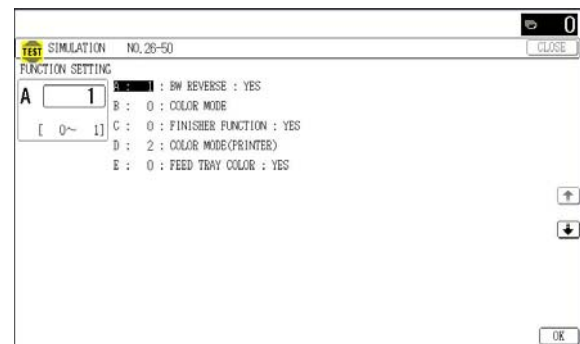 0
TEST SIMULATION NO.26-50
CLOSE
FUNCTION SETTING
A 1
[ 0~ 1]
A : 1 : BW REVERSE : YES
B : 0 : COLOR MODE
C : 0 : FINISHER FUNCTION : YES
D : 2 : COLOR MODE(PRINTER)
E : 0 : FEED TRAY COLOR : YES
OK